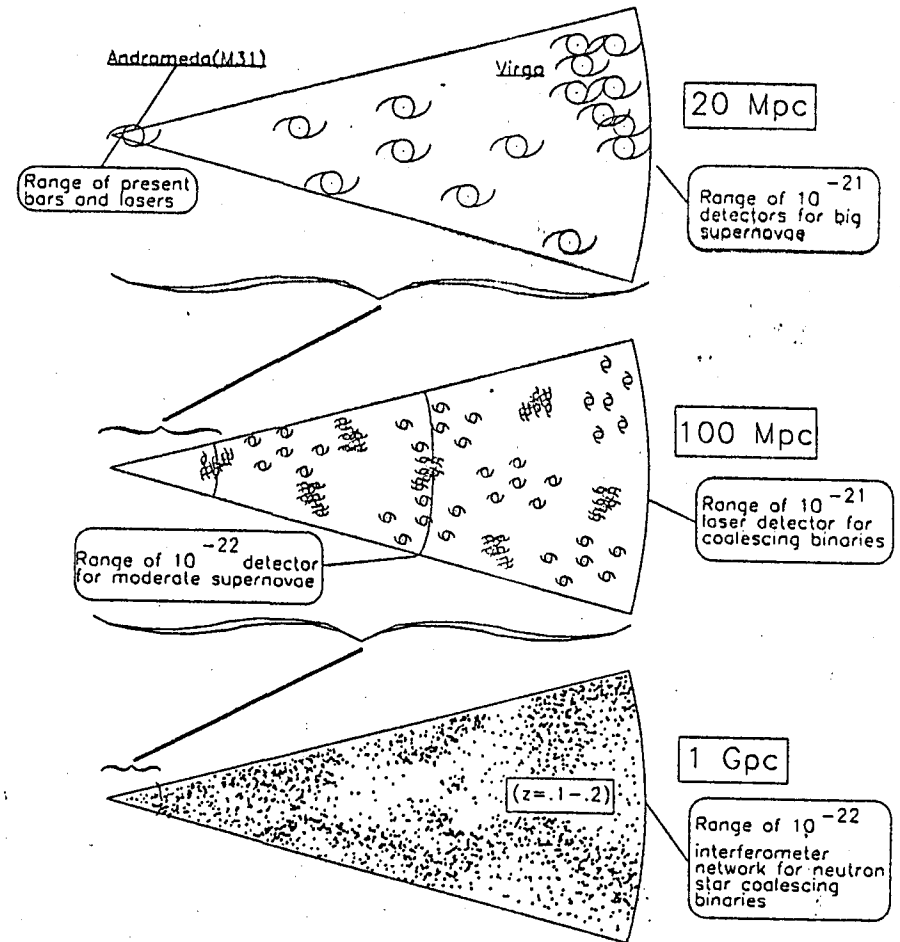 Andromeda(M31)
Virgo
20 Mpc
Range of present
bars and lasers
Range of 10^-21
detectors for big
supernovae
100 Mpc
Range of 10^-21
laser detector for
coalescing binaries
Range of 10^-22 detector
for moderate supernovae
1 Gpc
(z=.1-.2)
Range of 10^-22
interferometer
network for neutron
star coalescing
binaries